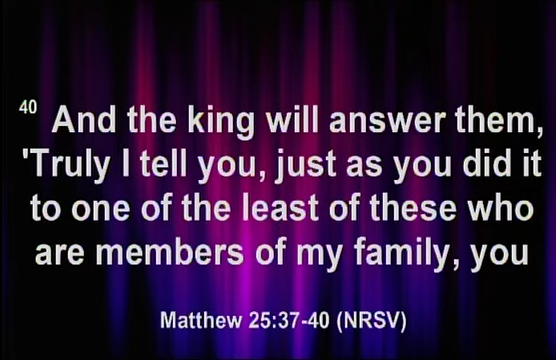 40 And the king will answer them,
'Truly I tell you, just as you did it
to one of the least of these who
are members of my family, you
Matthew 25:37-40 (NRSV)